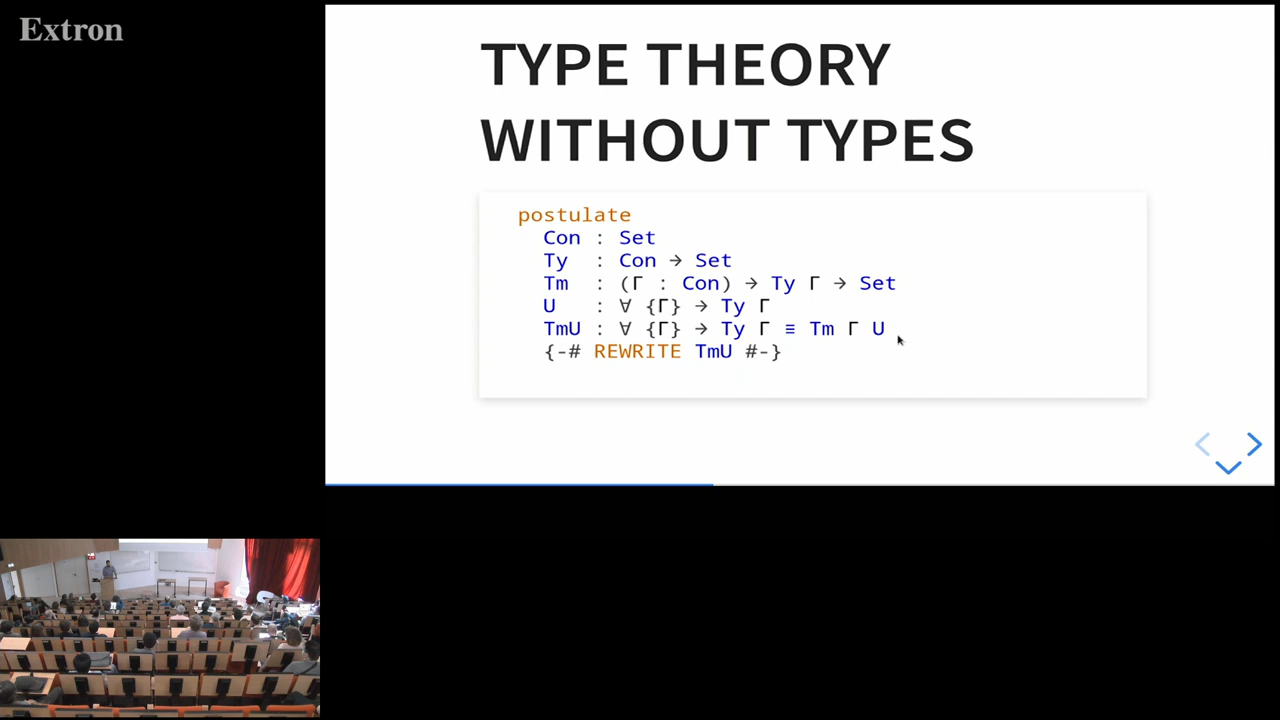 Extron
TYPE THEORY
WITHOUT TYPES
postulate
Con : Set
Ty : Con → Set
Tm : (Γ : Con) → Ty Γ → Set
U : ∀ {Γ} → Ty Γ
TmU : ∀ {Γ} → Ty Γ ≡ Tm Γ U
{-# REWRITE TmU #-}